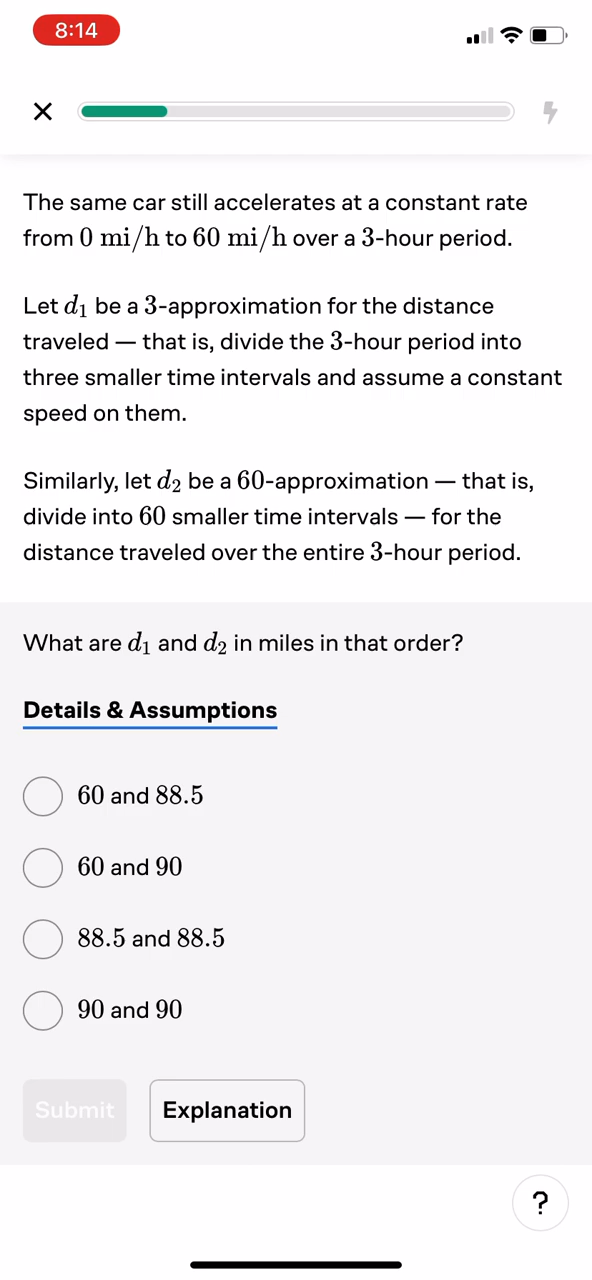 8:14
The same car still accelerates at a constant rate
from 0 mi/h to 60 mi/h over a 3-hour period.
Let d₁ be a 3-approximation for the distance
traveled — that is, divide the 3-hour period into
three smaller time intervals and assume a constant
speed on them.
Similarly, let d₂ be a 60-approximation — that is,
divide into 60 smaller time intervals — for the
distance traveled over the entire 3-hour period.
What are d₁ and d₂ in miles in that order?
Details & Assumptions
60 and 88.5
60 and 90
88.5 and 88.5
90 and 90
Submit
Explanation
?